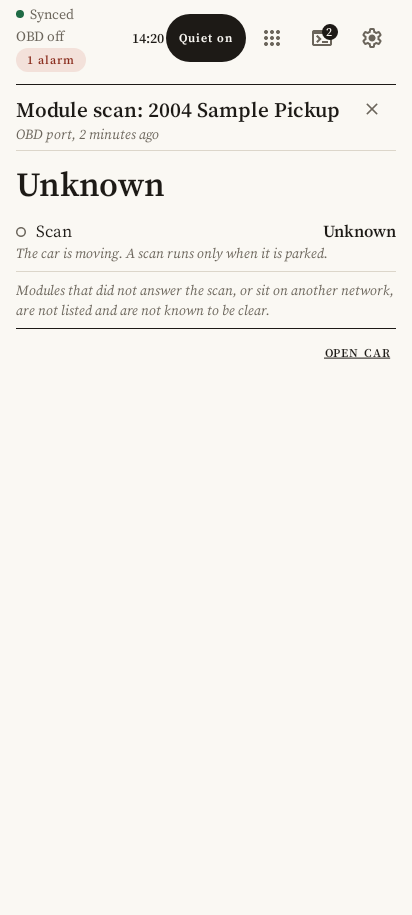 Synced
OBD off
1 alarm
14:20
Quiet on
2
Module scan: 2004 Sample Pickup
OBD port, 2 minutes ago
Unknown
Scan Unknown
The car is moving. A scan runs only when it is parked.
Modules that did not answer the scan, or sit on another network,
are not listed and are not known to be clear.
OPEN CAR